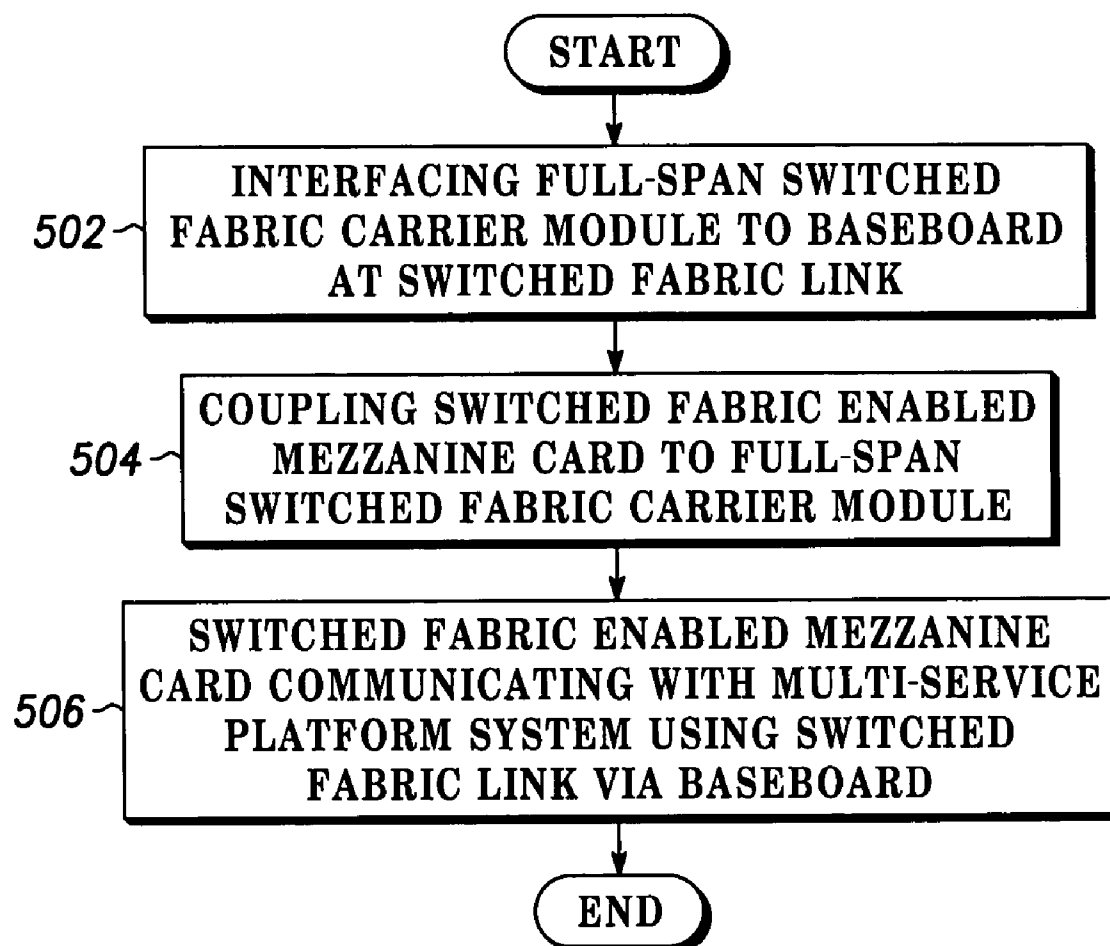 START
502
INTERFACING FULL-SPAN SWITCHED
FABRIC CARRIER MODULE TO BASEBOARD
AT SWITCHED FABRIC LINK
504
COUPLING SWITCHED FABRIC ENABLED
MEZZANINE CARD TO FULL-SPAN
SWITCHED FABRIC CARRIER MODULE
506
SWITCHED FABRIC ENABLED MEZZANINE
CARD COMMUNICATING WITH MULTI-SERVICE
PLATFORM SYSTEM USING SWITCHED
FABRIC LINK VIA BASEBOARD
END